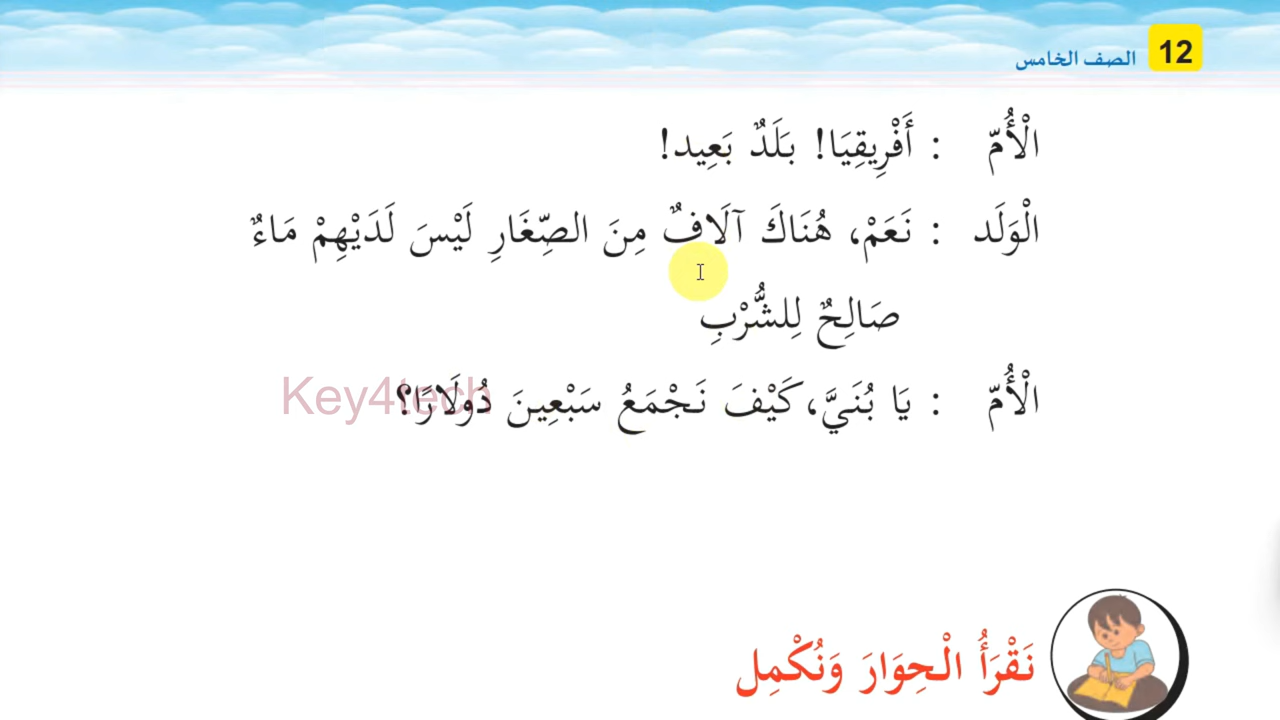 12 الصف الخامس
الْأُمّ : أَفْرِيقِيَا! بَلَدٌ بَعِيد!
الْوَلَد : نَعَمْ، هُنَاكَ آلَافٌ مِنَ الصِّغَارِ لَيْسَ لَدَيْهِمْ مَاءٌ
صَالِحٌ لِلشُّرْبِ
الْأُمّ : يَا بُنَيَّ، كَيْفَ نَجْمَعُ سَبْعِينَ دُولَارًا؟
Key4tech
نَقْرَأُ الْحِوَارَ وَنُكْمِل